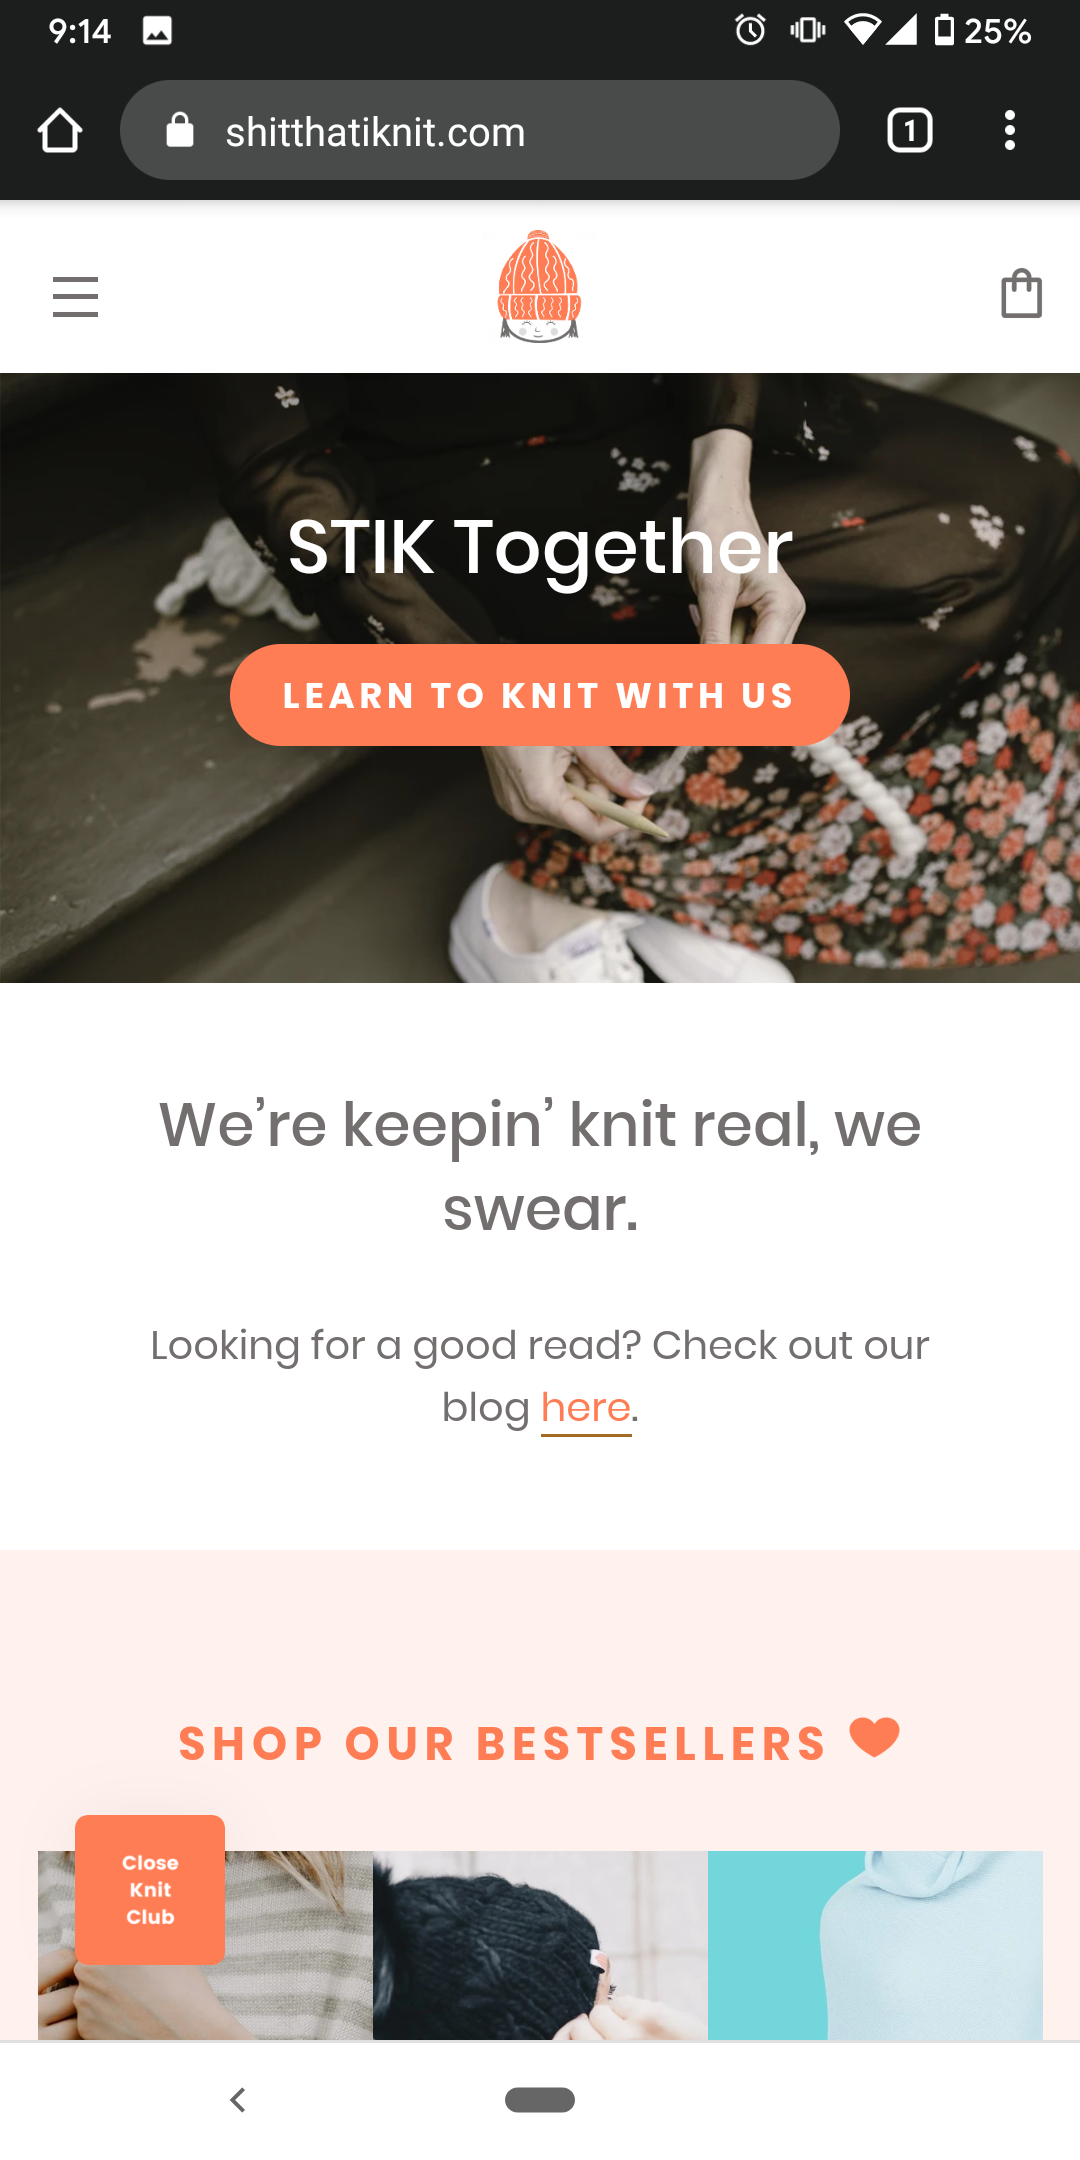 9:14
25%
shitthatiknit.com
1
STIK Together
LEARN TO KNIT WITH US
We’re keepin’ knit real, we
swear.
Looking for a good read? Check out our
blog here.
SHOP OUR BESTSELLERS
Close
Knit
Club